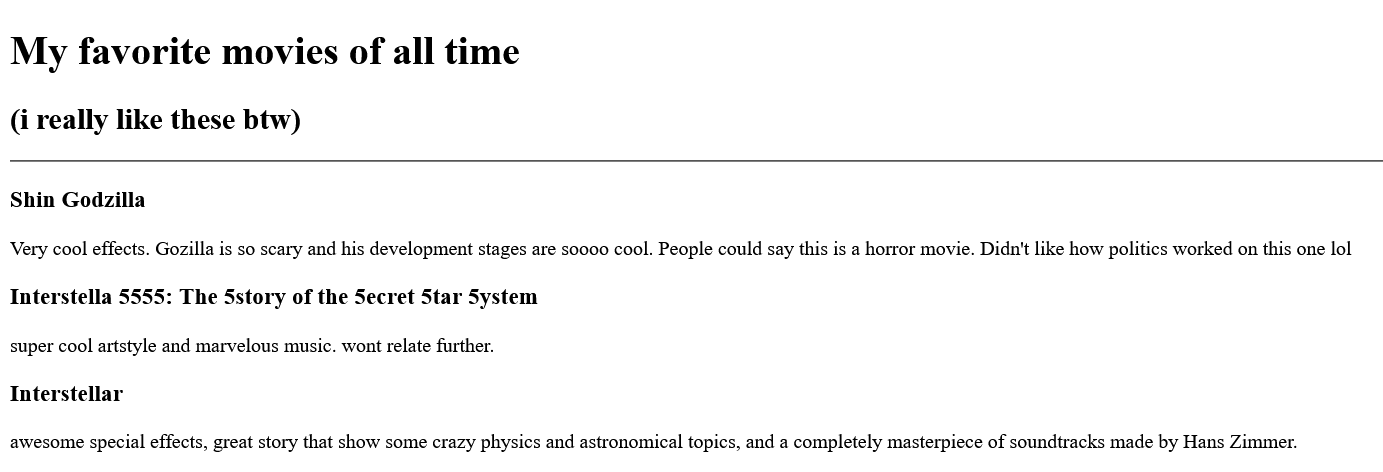 My favorite movies of all time
(i really like these btw)
Shin Godzilla
Very cool effects. Gozilla is so scary and his development stages are soooo cool. People could say this is a horror movie. Didn't like how politics worked on this one lol
Interstella 5555: The 5story of the 5ecret 5tar 5ystem
super cool artstyle and marvelous music. wont relate further.
Interstellar
awesome special effects, great story that show some crazy physics and astronomical topics, and a completely masterpiece of soundtracks made by Hans Zimmer.